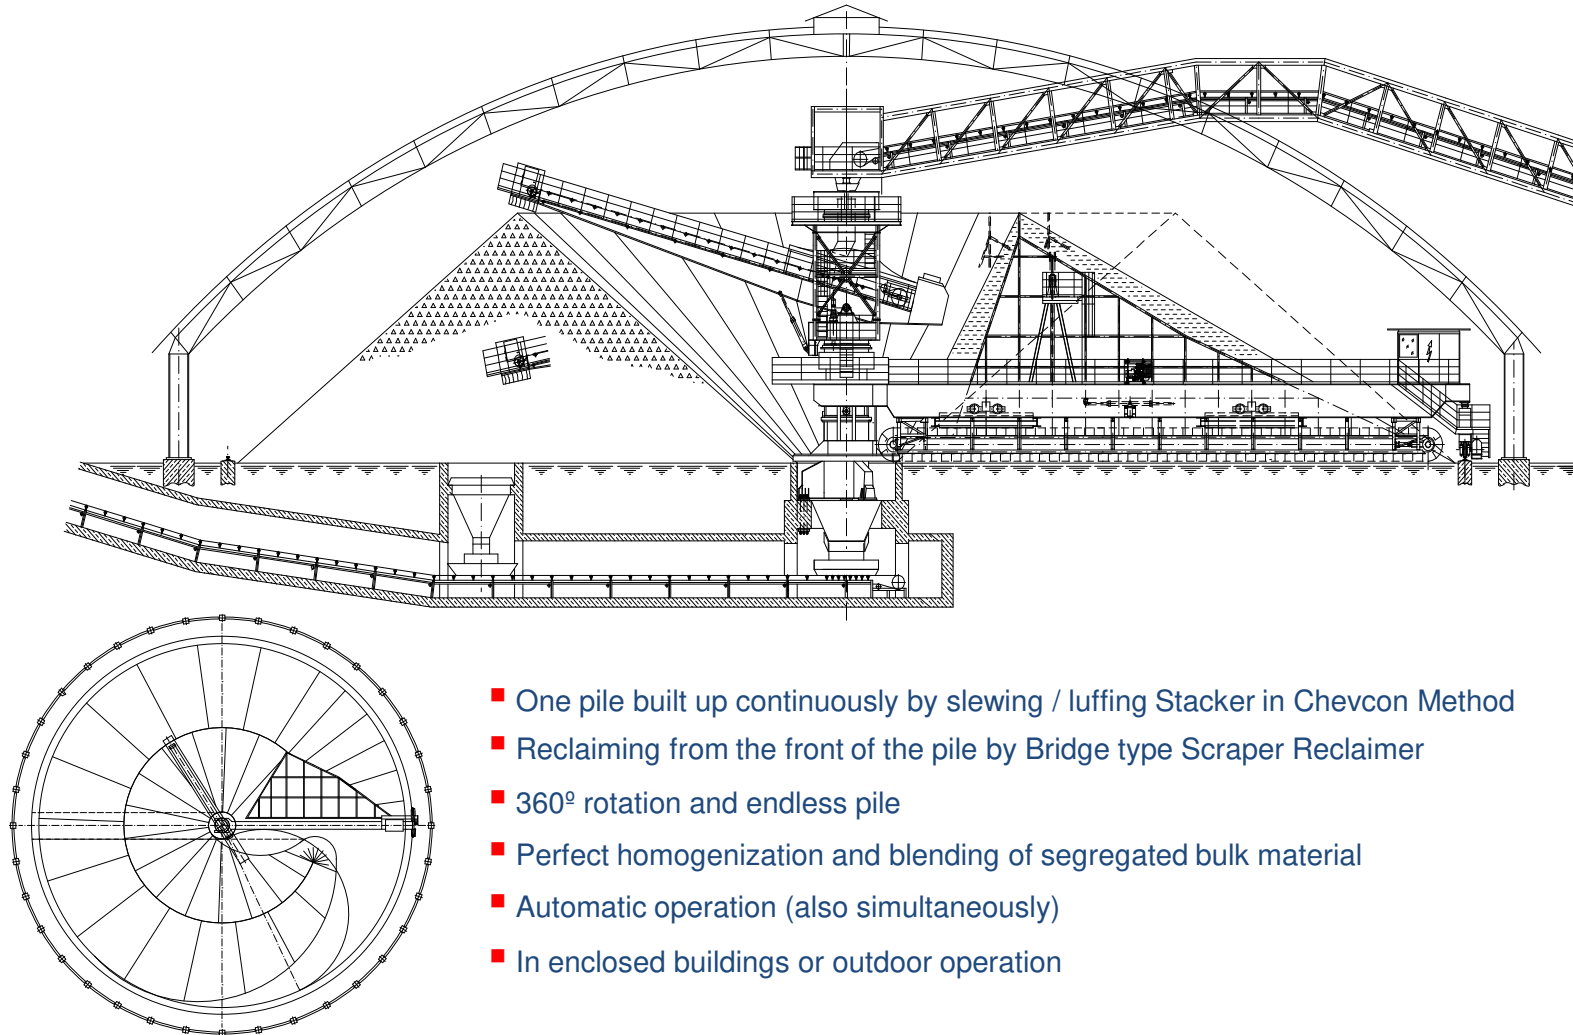 One pile built up continuously by slewing / luffing Stacker in Chevcon Method
Reclaiming from the front of the pile by Bridge type Scraper Reclaimer
360º rotation and endless pile
Perfect homogenization and blending of segregated bulk material
Automatic operation (also simultaneously)
In enclosed buildings or outdoor operation